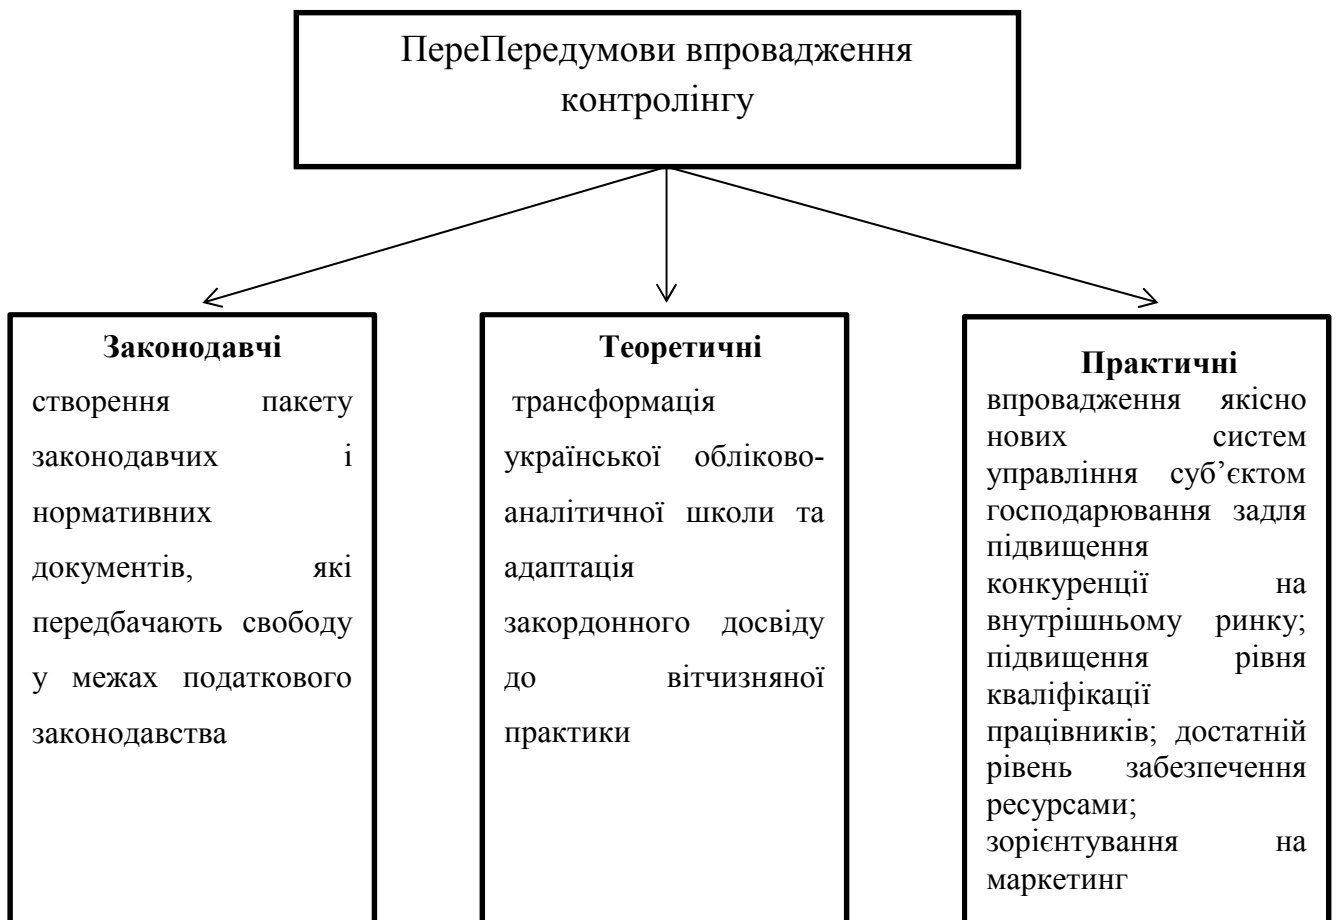 ПереПередумови впровадження
контролінгу
Законодавчі
створення пакету
законодавчих і
нормативних
документів, які
передбачають свободу
у межах податкового
законодавства
Теоретичні
трансформація
української обліково-
аналітичної школи та
адаптація
закордонного досвіду
до вітчизняної
практики
Практичні
впровадження якісно
нових систем
управління суб’єктом
господарювання задля
підвищення
конкуренції на
внутрішньому ринку;
підвищення рівня
кваліфікації
працівників; достатній
рівень забезпечення
ресурсами;
зорієнтування на
маркетинг